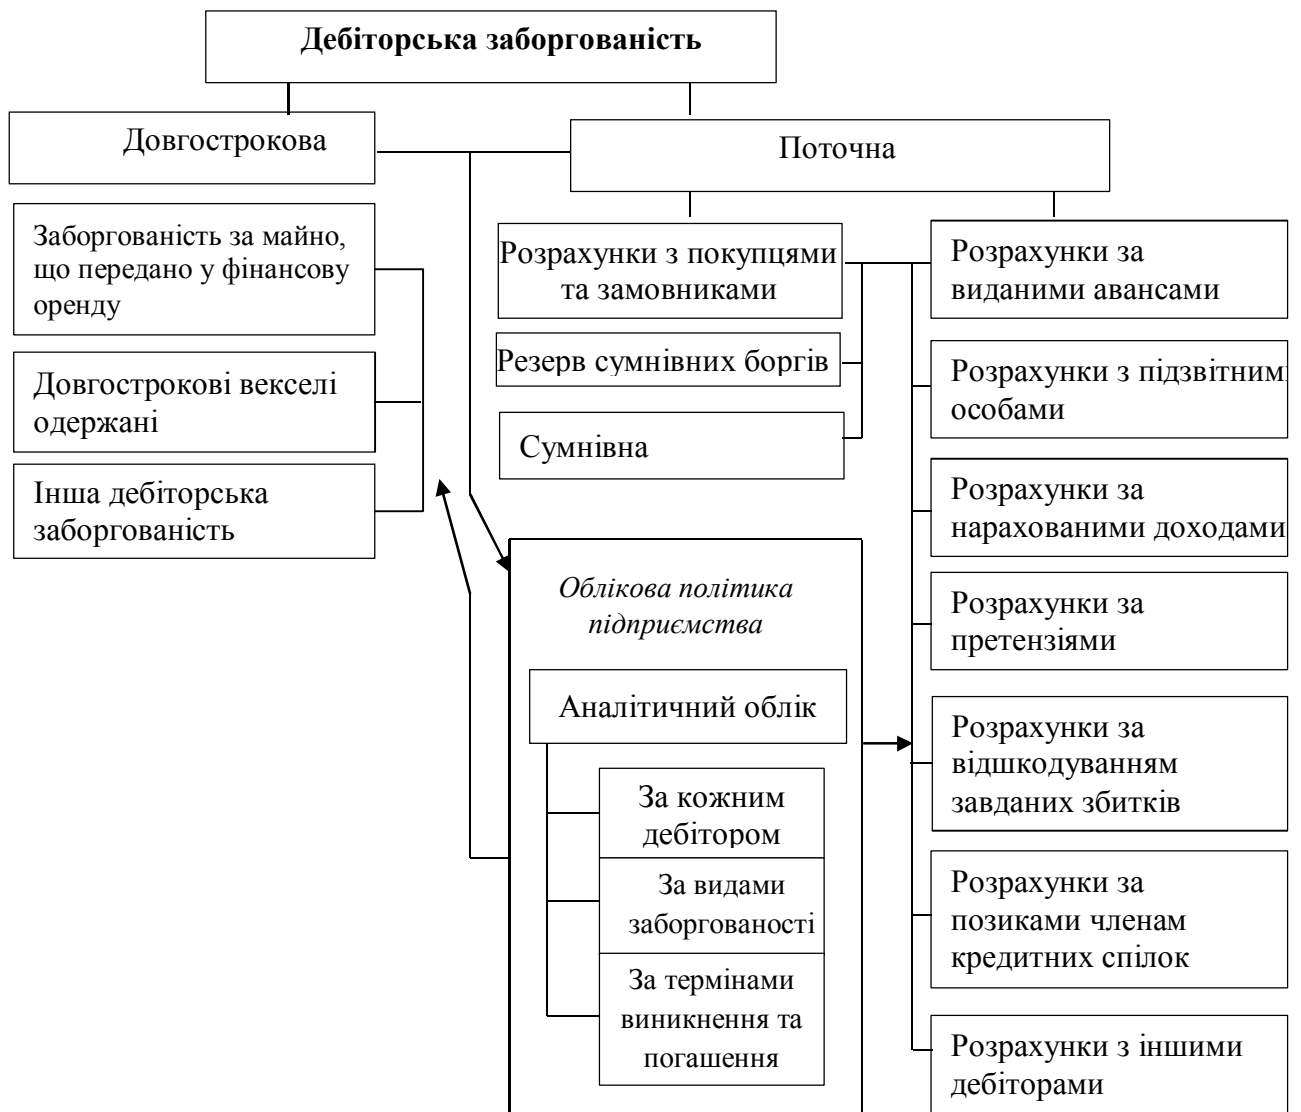 Дебіторська заборгованість
Довгострокова
Поточна
Заборгованість за майно,
що передано у фінансову
оренду
Довгострокові векселі
одержані
Інша дебіторська
заборгованість
Розрахунки з покупцями
та замовниками
Резерв сумнівних боргів
Сумнівна
Облікова політика
підприємства
Аналітичний облік
За кожним
дебітором
За видами
заборгованості
За термінами
виникнення та
погашення
Розрахунки за
виданими авансами
Розрахунки з підзвітними
особами
Розрахунки за
нарахованими доходами
Розрахунки за
претензіями
Розрахунки за
відшкодуванням
завданих збитків
Розрахунки за
позиками членам
кредитних спілок
Розрахунки з іншими
дебіторами